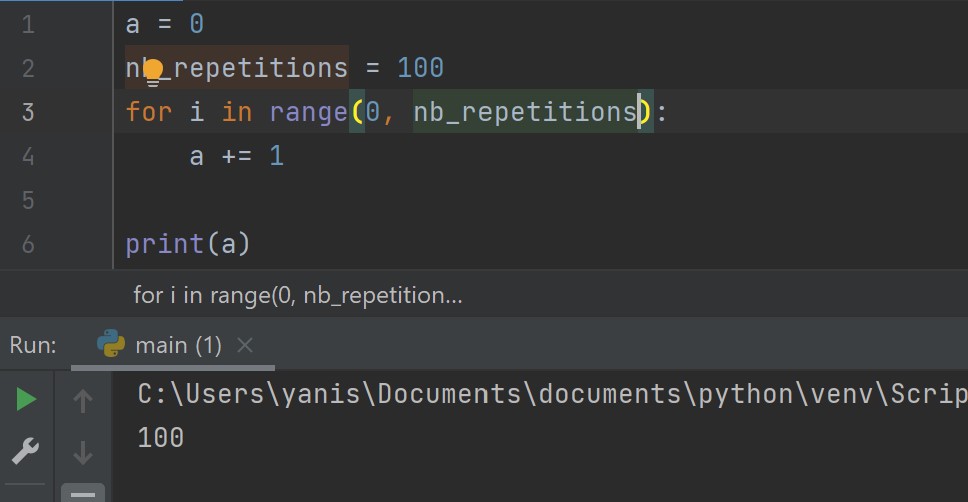 1 a = 0
2 nb_repetitions = 100
3 for i in range(0, nb_repetitions):
4     a += 1
5
6 print(a)
for i in range(0, nb_repetition...
Run: main (1)
C:\Users\yanis\Documents\documents\python\venv\Scrip
100